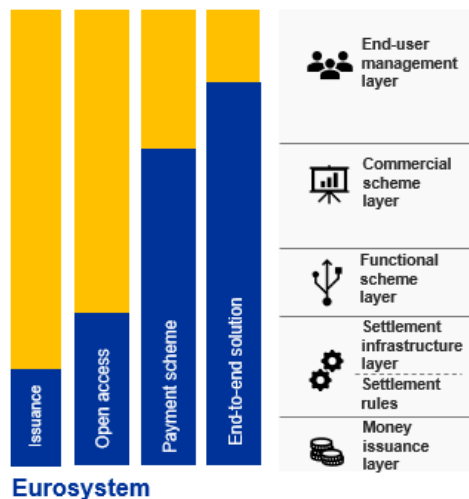 Issuance
Open access
Payment scheme
End-to-end solution
End-user
management
layer
Commercial
scheme
layer
Functional
scheme
layer
Settlement
infrastructure
layer
Settlement
rules
Money
issuance
layer
Eurosystem